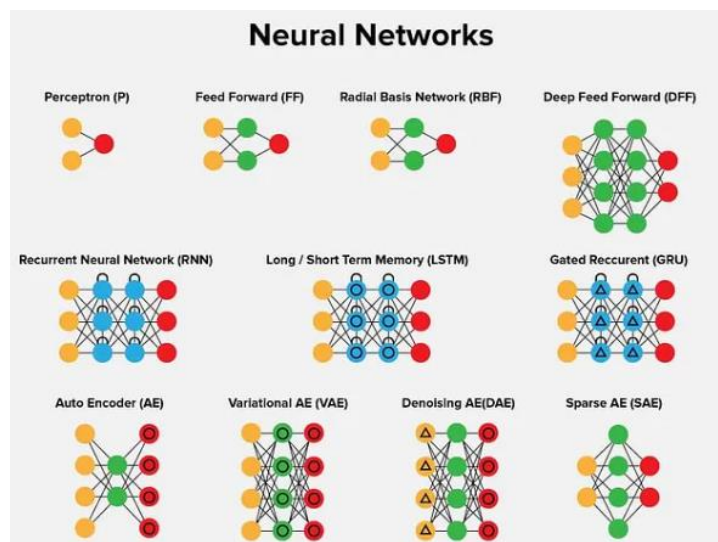 Neural Networks
Perceptron (P)
Feed Forward (FF)
Radial Basis Network (RBF)
Deep Feed Forward (DFF)
Recurrent Neural Network (RNN)
Long / Short Term Memory (LSTM)
Gated Reccurent (GRU)
Auto Encoder (AE)
Variational AE (VAE)
Denoising AE(DAE)
Sparse AE (SAE)